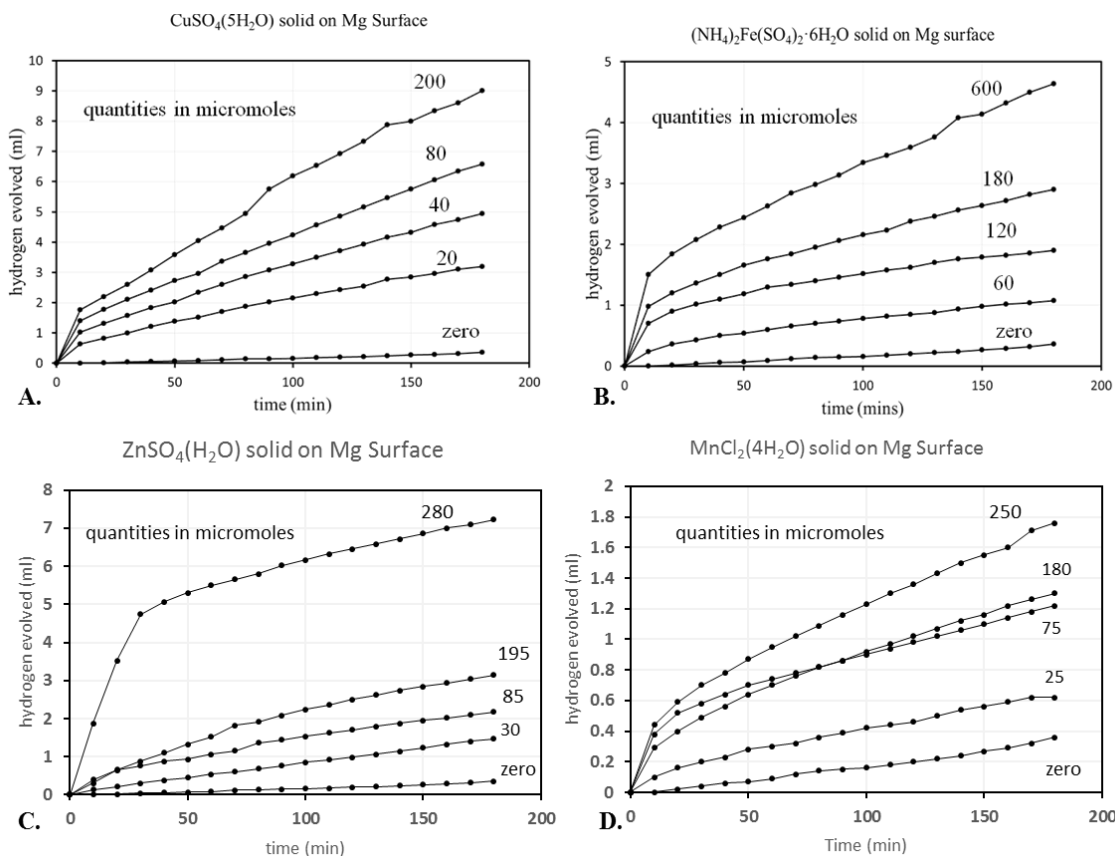 CuSO₄(5H₂O) solid on Mg Surface
hydrogen evolved (ml)
10
9
8
7
6
5
4
3
2
1
0
quantities in micromoles
200
80
40
20
zero
0 50 100 150 200
time (min)
A.
(NH₄)₂Fe(SO₄)₂·6H₂O solid on Mg surface
hydrogen evolved (ml)
5
4
3
2
1
0
quantities in micromoles
600
180
120
60
zero
0 50 100 150 200
time (mins)
B.
ZnSO₄(H₂O) solid on Mg Surface
hydrogen evolved (ml)
8
7
6
5
4
3
2
1
0
quantities in micromoles
280
195
85
30
zero
0 50 100 150 200
time (min)
C.
MnCl₂(4H₂O) solid on Mg Surface
hydrogen evolved (ml)
2
1.8
1.6
1.4
1.2
1
0.8
0.6
0.4
0.2
0
quantities in micromoles
250
180
75
25
zero
0 50 100 150 200
Time (min)
D.